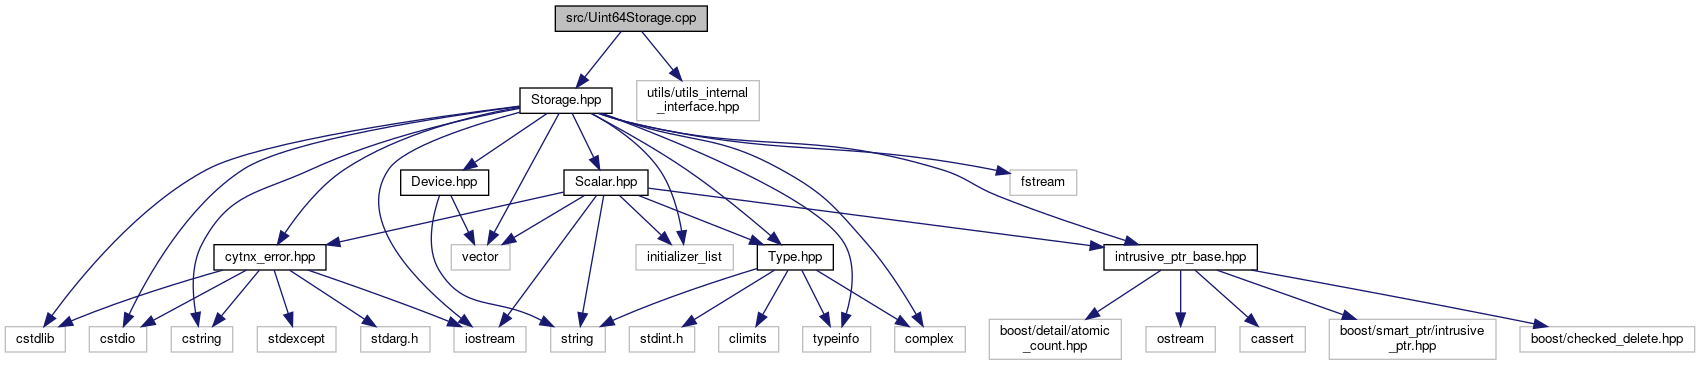 src/Uint64Storage.cpp
Storage.hpp
utils/utils_internal
_interface.hpp
Device.hpp
Scalar.hpp
fstream
cytnx_error.hpp
vector
initializer_list
Type.hpp
intrusive_ptr_base.hpp
cstdlib
cstdio
cstring
stdexcept
stdarg.h
iostream
string
stdint.h
climits
typeinfo
complex
boost/detail/atomic
_count.hpp
ostream
cassert
boost/smart_ptr/intrusive
_ptr.hpp
boost/checked_delete.hpp